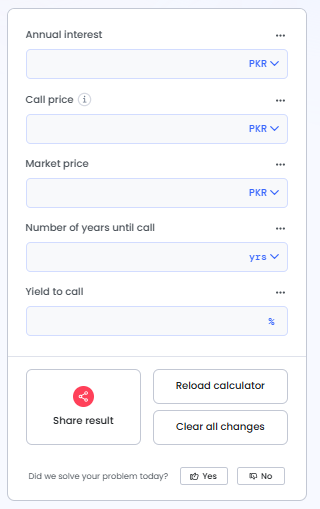 Annual interest
PKR
Call price
PKR
Market price
PKR
Number of years until call
yrs
Yield to call
%
Share result
Reload calculator
Clear all changes
Did we solve your problem today? Yes No